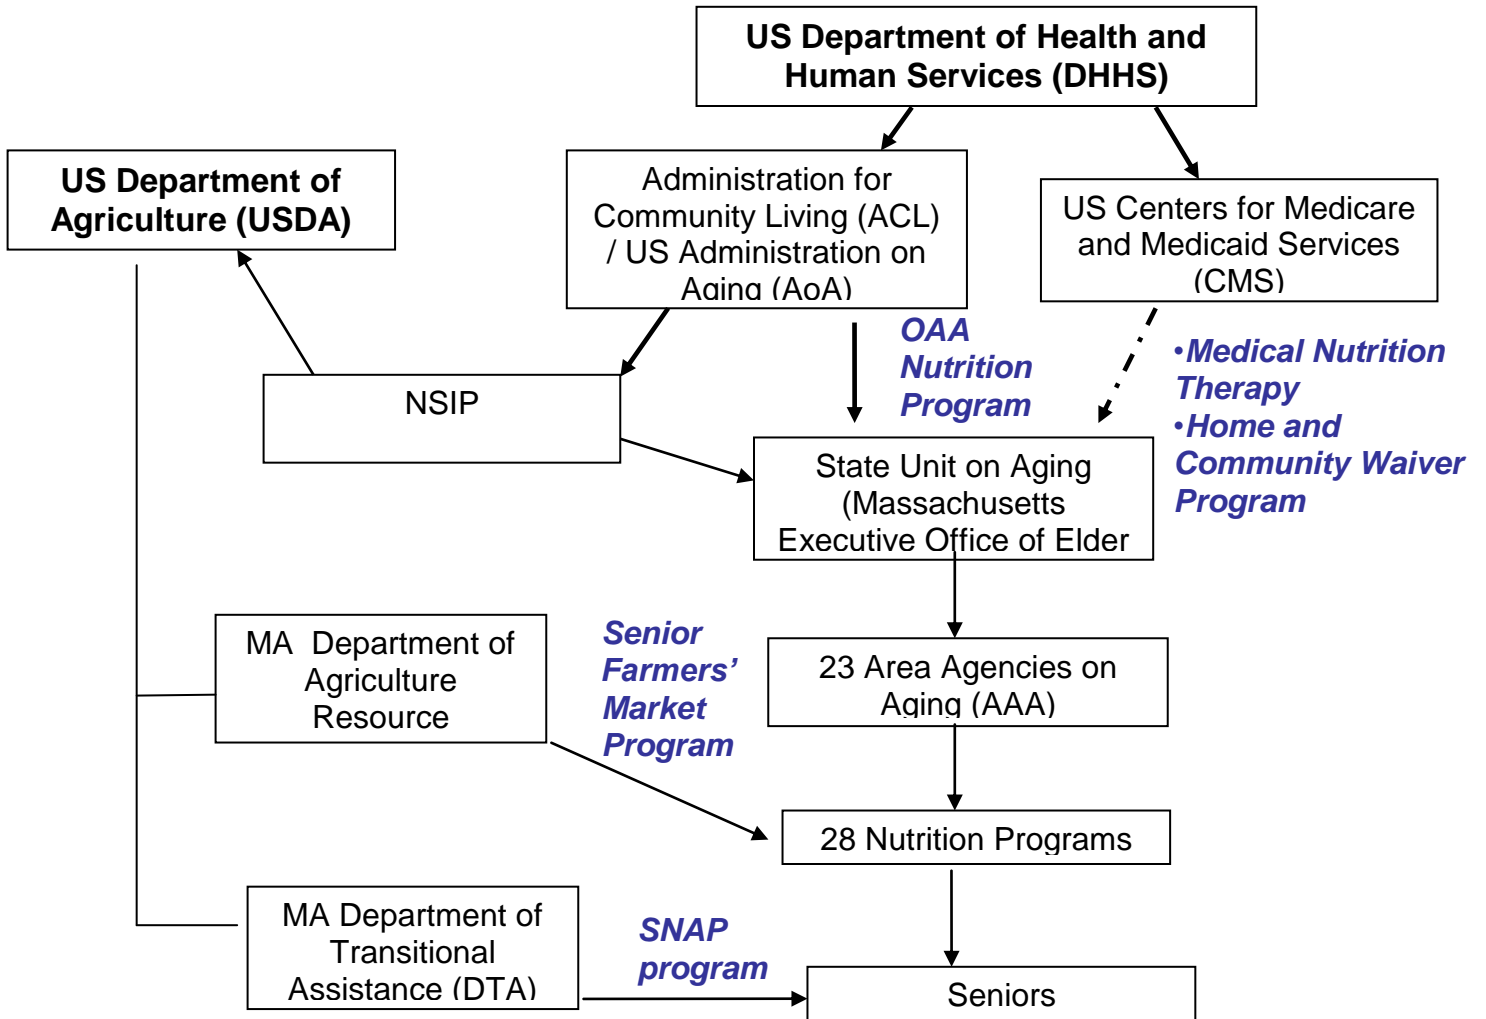 US Department of Health and
Human Services (DHHS)
US Department of
Agriculture (USDA)
Administration for
Community Living (ACL)
/ US Administration on
Aging (AoA)
US Centers for Medicare
and Medicaid Services
(CMS)
OAA
Nutrition
Program
•Medical Nutrition
Therapy
•Home and
Community Waiver
Program
NSIP
State Unit on Aging
(Massachusetts
Executive Office of Elder
MA  Department of
Agriculture
Resource
Senior
Farmers’
Market
Program
23 Area Agencies on
Aging (AAA)
28 Nutrition Programs
MA Department of
Transitional
Assistance (DTA)
SNAP
program
Seniors